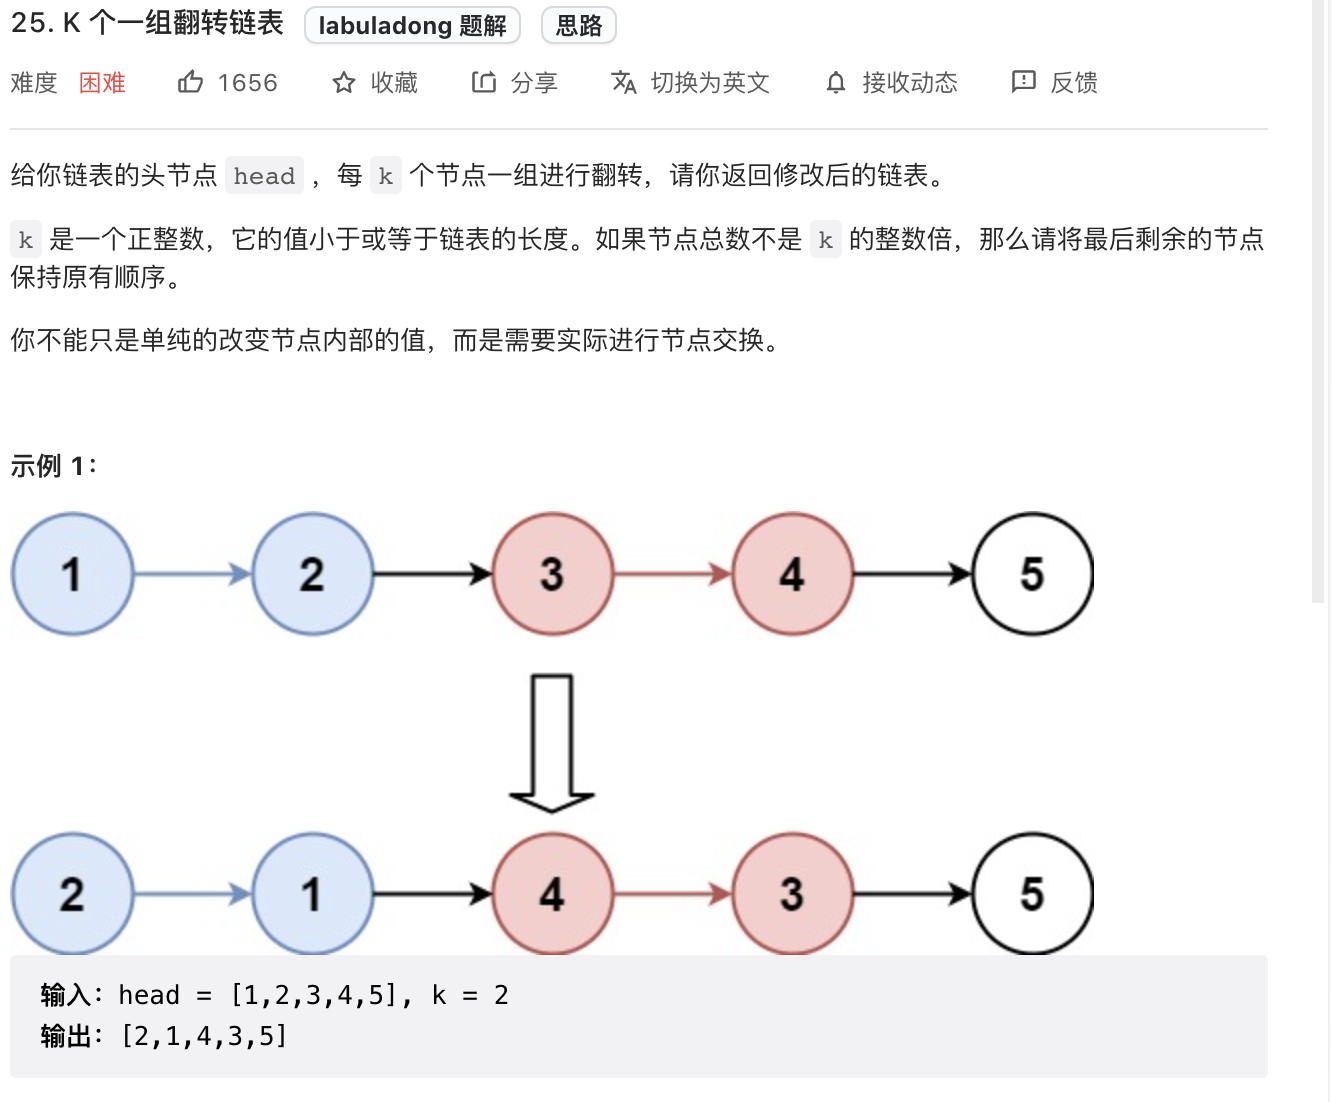 25. K 个一组翻转链表 labuladong 题解 思路
难度 困难 1656 收藏 分享 切换为英文 接收动态 反馈
给你链表的头节点 head ，每 k 个节点一组进行翻转，请你返回修改后的链表。
k 是一个正整数，它的值小于或等于链表的长度。如果节点总数不是 k 的整数倍，那么请将最后剩余的节点
保持原有顺序。
你不能只是单纯的改变节点内部的值，而是需要实际进行节点交换。
示例 1：
1 2 3 4 5
2 1 4 3 5
输入：head = [1,2,3,4,5], k = 2
输出：[2,1,4,3,5]